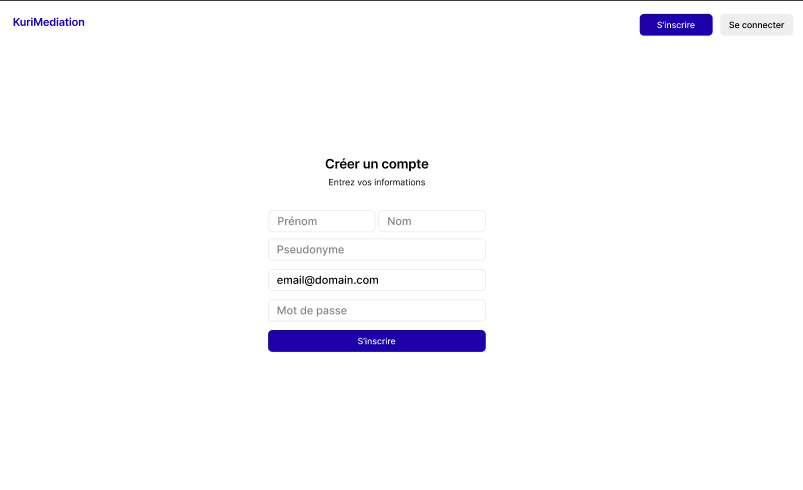 KuriMediation
S'inscrire
Se connecter
Créer un compte
Entrez vos informations
Prénom
Nom
Pseudonyme
email@domain.com
Mot de passe
S'inscrire